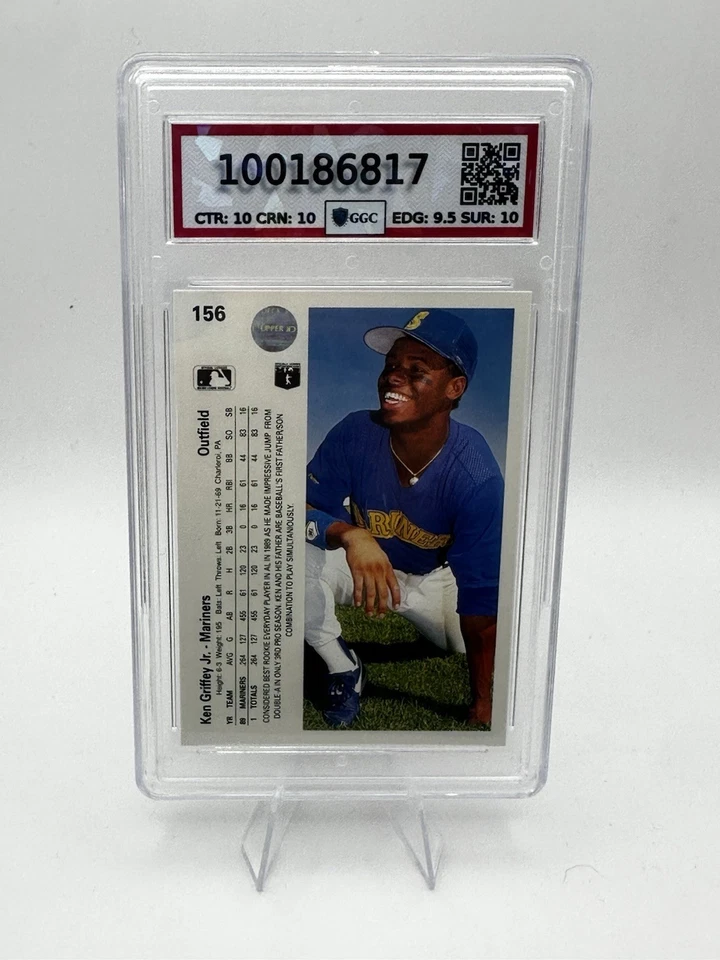 100186817
CTR: 10 CRN: 10 GGC EDG: 9.5 SUR: 10
156
UPPER
Ken Griffey Jr. - Mariners Outfield
Height: 6-3 Weight: 195 Bats: Left Throws: Left Born: 11-21-69 Charleroi, PA
YR TEAM AVG G AB R H 2B 3B HR RBI BB SO SB
89 MARINERS 264 127 455 61 120 23 0 16 61 44 83 16
1 TOTALS 264 127 455 61 120 23 0 16 61 44 83 16
CONSIDERED BEST ROOKIE EVERYDAY PLAYER IN AL IN 1989 AS HE MADE IMPRESSIVE JUMP FROM
DOUBLE-A IN ONLY 3RD PRO SEASON. KEN AND HIS FATHER ARE BASEBALL'S FIRST FATHER/SON
COMBINATION TO PLAY SIMULTANIOUSLY.
S
MARINERS